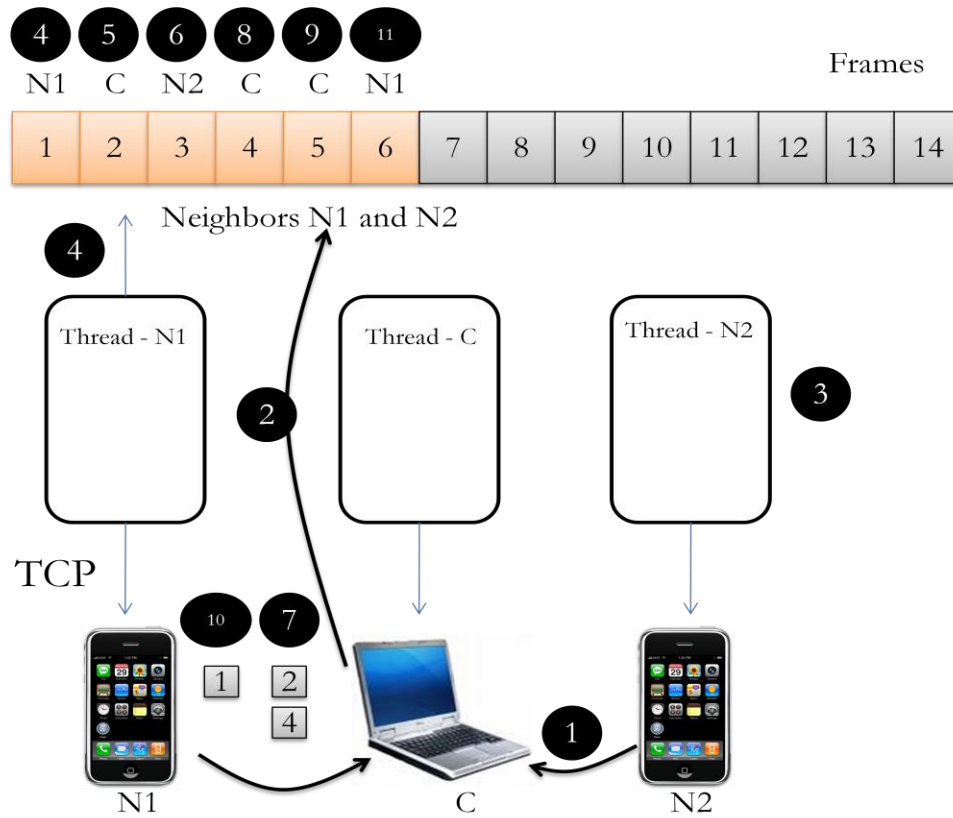 4 5 6 8 9 11
N1 C N2 C C N1
Frames
1 2 3 4 5 6 7 8 9 10 11 12 13 14
Neighbors N1 and N2
4
Thread - N1
Thread - C
Thread - N2
2
3
TCP
10 7
1 2
4
1
N1
C
N2